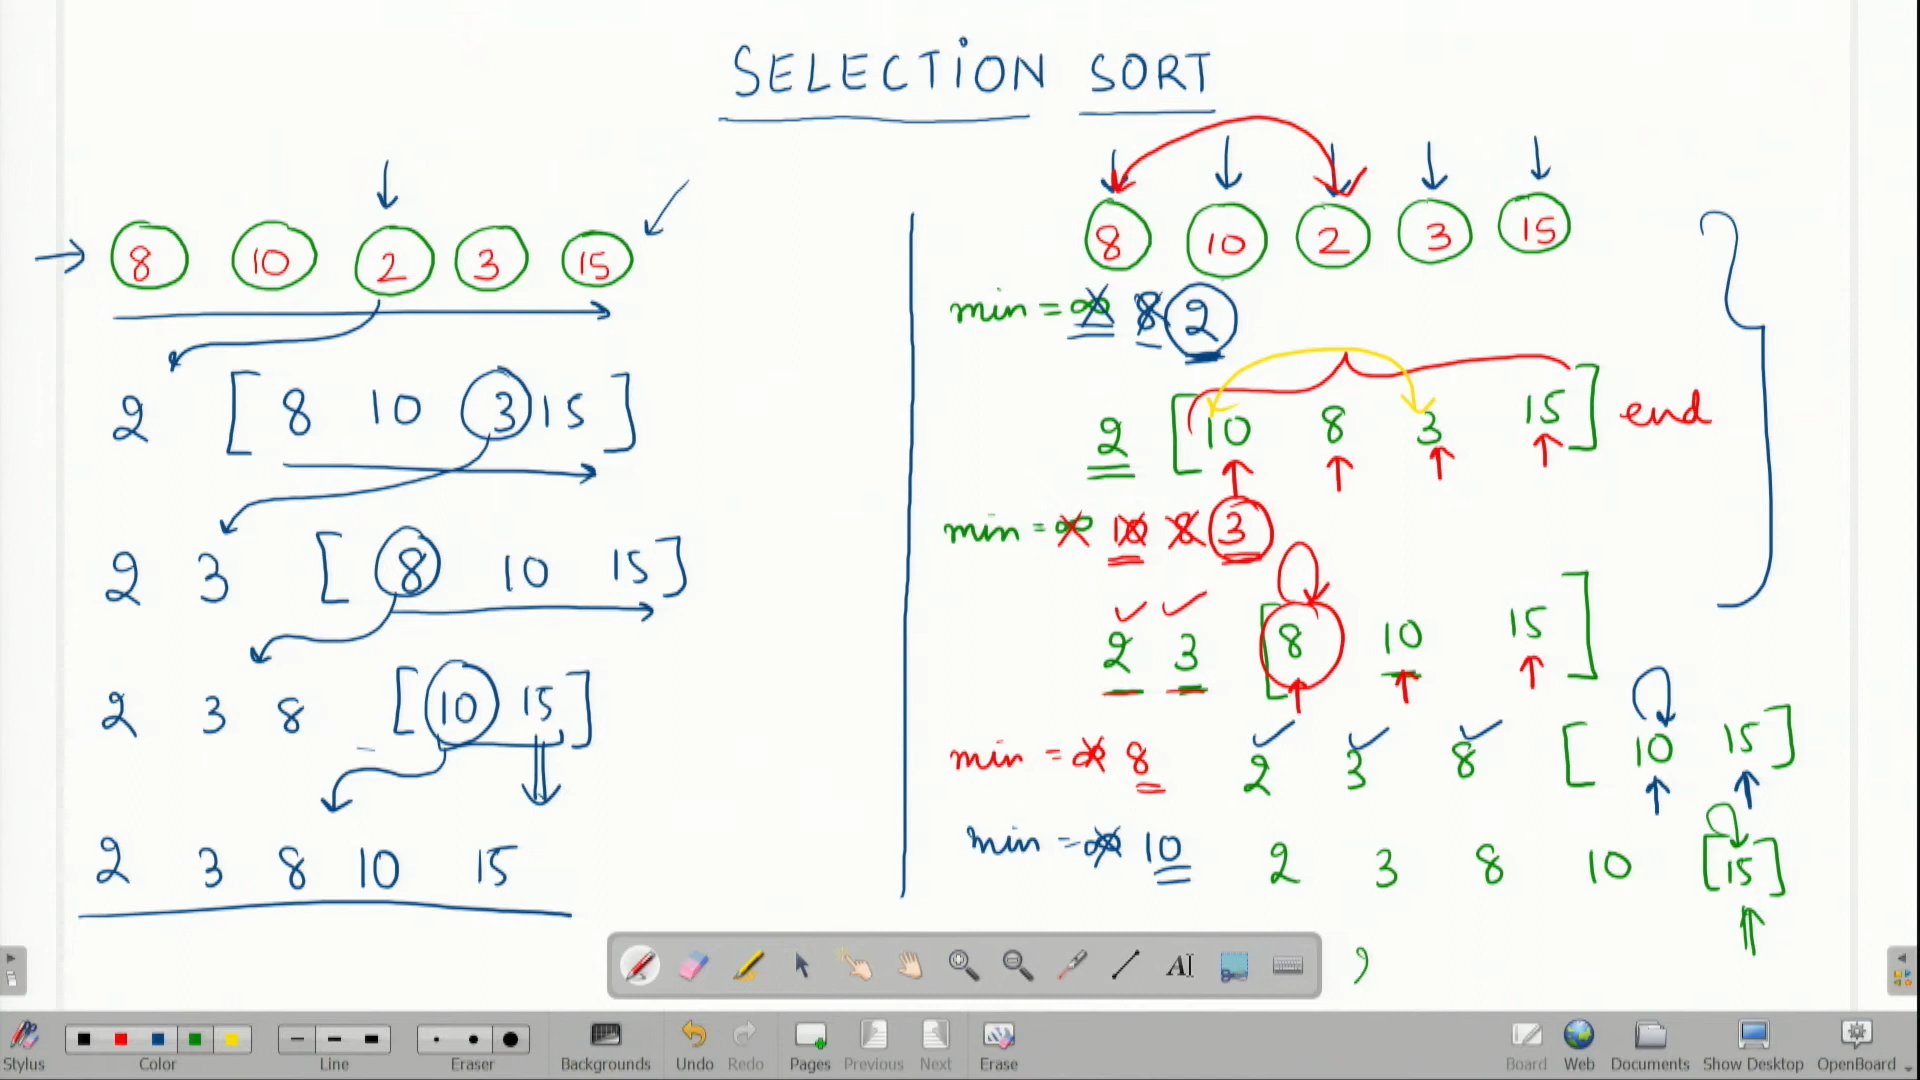 SELECTION SORT
8 10 2 3 15
2 [ 8 10 3 15 ]
2 3 [ 8 10 15 ]
2 3 8 [ 10 15 ]
2 3 8 10 15
8 10 2 3 15
min = ∞ 8 2
2 [ 10 8 3 15 ] end
min = ∞ 10 8 3
2 3 [ 8 10 15 ]
min = ∞ 8
2 3 8 [ 10 15 ]
min = ∞ 10
2 3 8 10 [ 15 ]
AI
Stylus Color Line Eraser Backgrounds Undo Redo Pages Previous Next Erase Board Web Documents Show Desktop OpenBoard